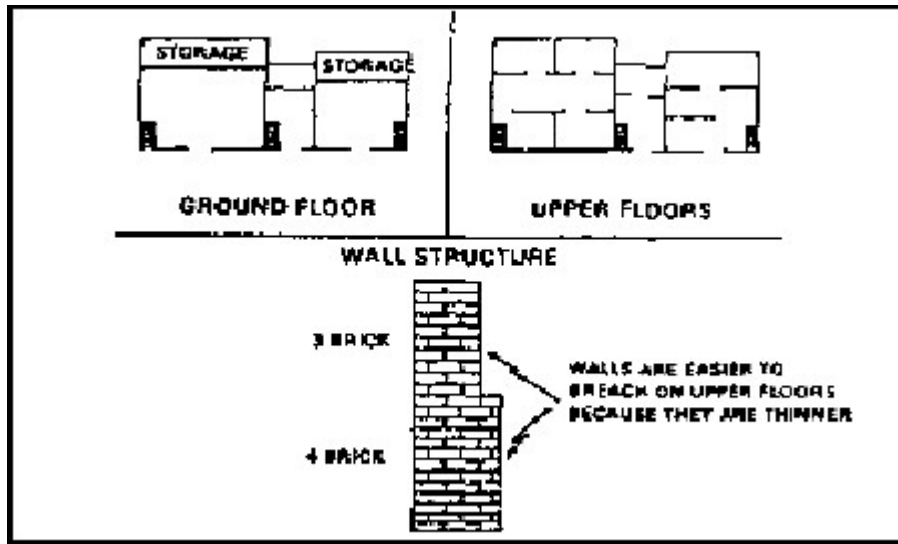 STORAGE
STORAGE
GROUND FLOOR
UPPER FLOORS
WALL STRUCTURE
3 BRICK
WALLS ARE EASIER TO
BREACH ON UPPER FLOORS
BECAUSE THEY ARE THINNER
4 BRICK